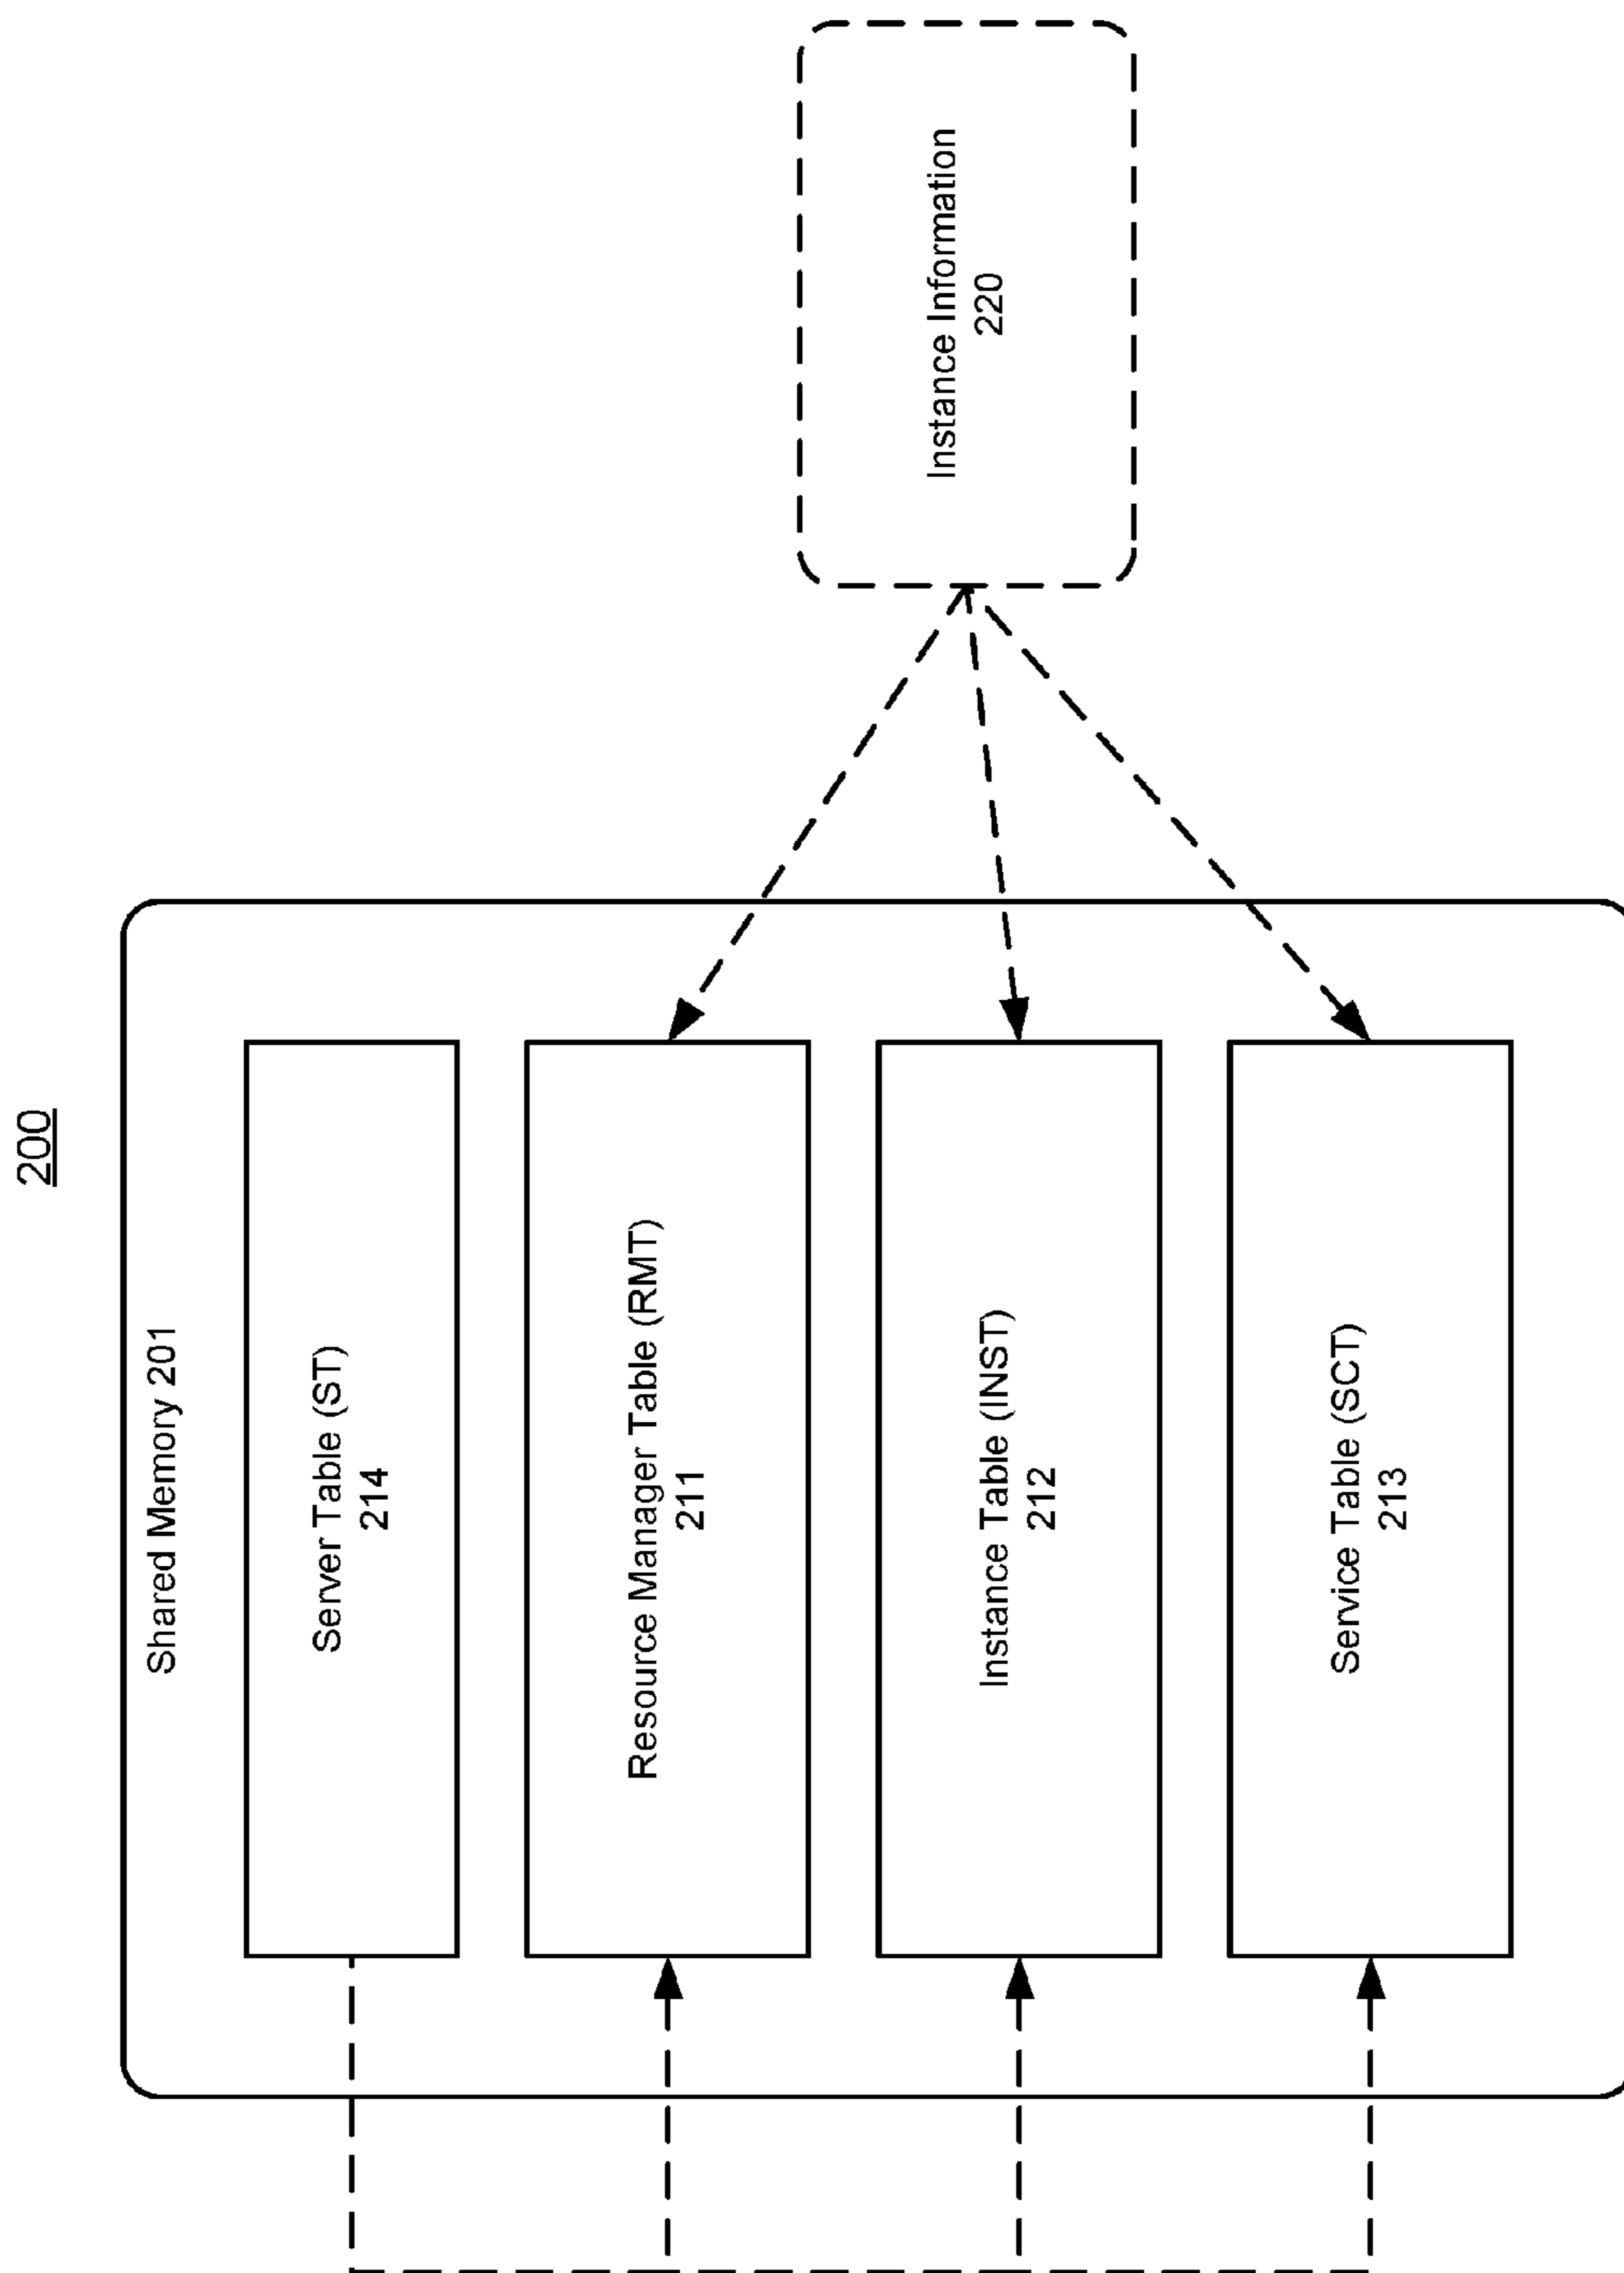 200
Shared Memory 201
Server Table (ST)
214
Resource Manager Table (RMT)
211
Instance Table (INST)
212
Service Table (SCT)
213
Instance Information
220